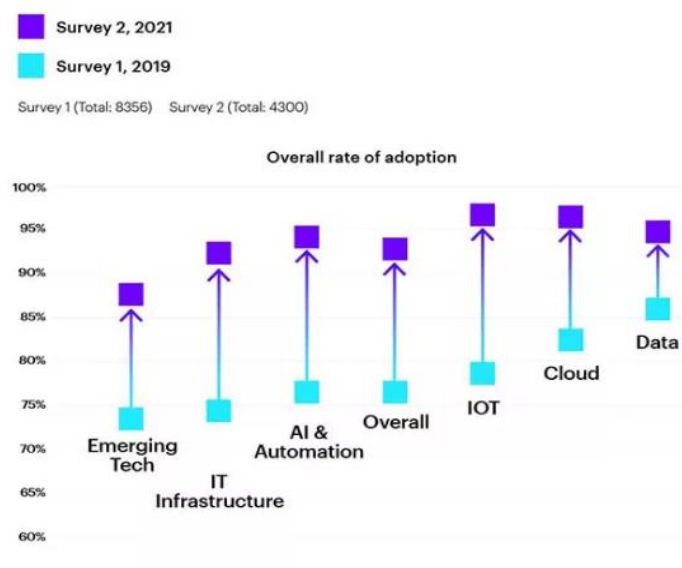 Survey 2, 2021
Survey 1, 2019
Survey 1 (Total: 8356) Survey 2 (Total: 4300)
Overall rate of adoption
100%
95%
90%
85%
80%
75%
70%
65%
60%
Emerging
Tech
IT
Infrastructure
AI &
Automation
Overall
IOT
Cloud
Data